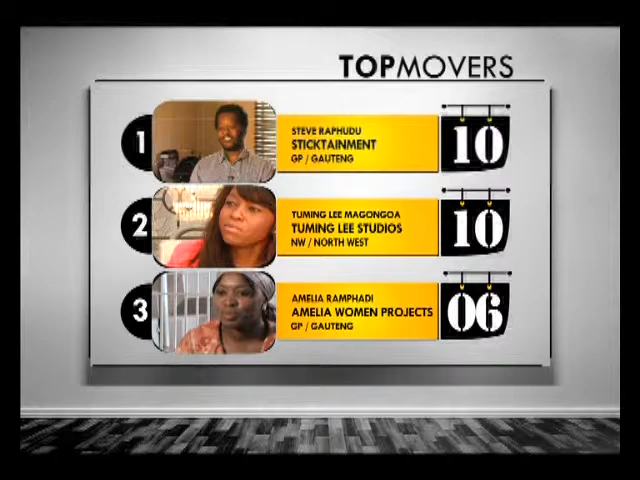 TOPMOVERS
1
STEVE RAPHUDU
STICKTAINMENT
GP / GAUTENG
10
2
TUMING LEE MAGONGOA
TUMING LEE STUDIOS
NW / NORTH WEST
10
3
AMELIA RAMPHADI
AMELIA WOMEN PROJECTS
GP / GAUTENG
06